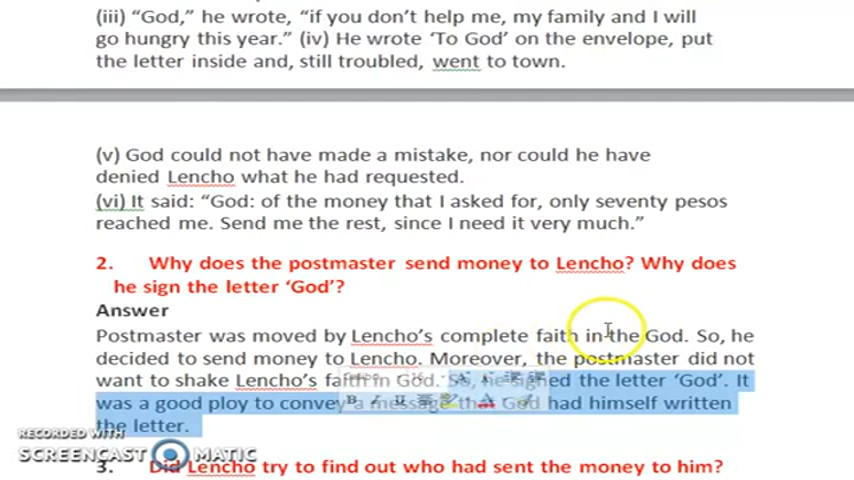 (iii) “God,” he wrote, “if you don’t help me, my family and I will
go hungry this year.” (iv) He wrote ‘To God’ on the envelope, put
the letter inside and, still troubled, went to town.
(v) God could not have made a mistake, nor could he have
denied Lencho what he had requested.
(vi) It said: “God: of the money that I asked for, only seventy pesos
reached me. Send me the rest, since I need it very much.”
2. Why does the postmaster send money to Lencho? Why does
he sign the letter ‘God’?
Answer
Postmaster was moved by Lencho’s complete faith in the God. So, he
decided to send money to Lencho. Moreover, the postmaster did not
want to shake Lencho’s faith in God. So, he signed the letter ‘God’. It
was a good ploy to convey a message that God had himself written
the letter.
RECORDED WITH
SCREENCAST MATIC
3. Did Lencho try to find out who had sent the money to him?